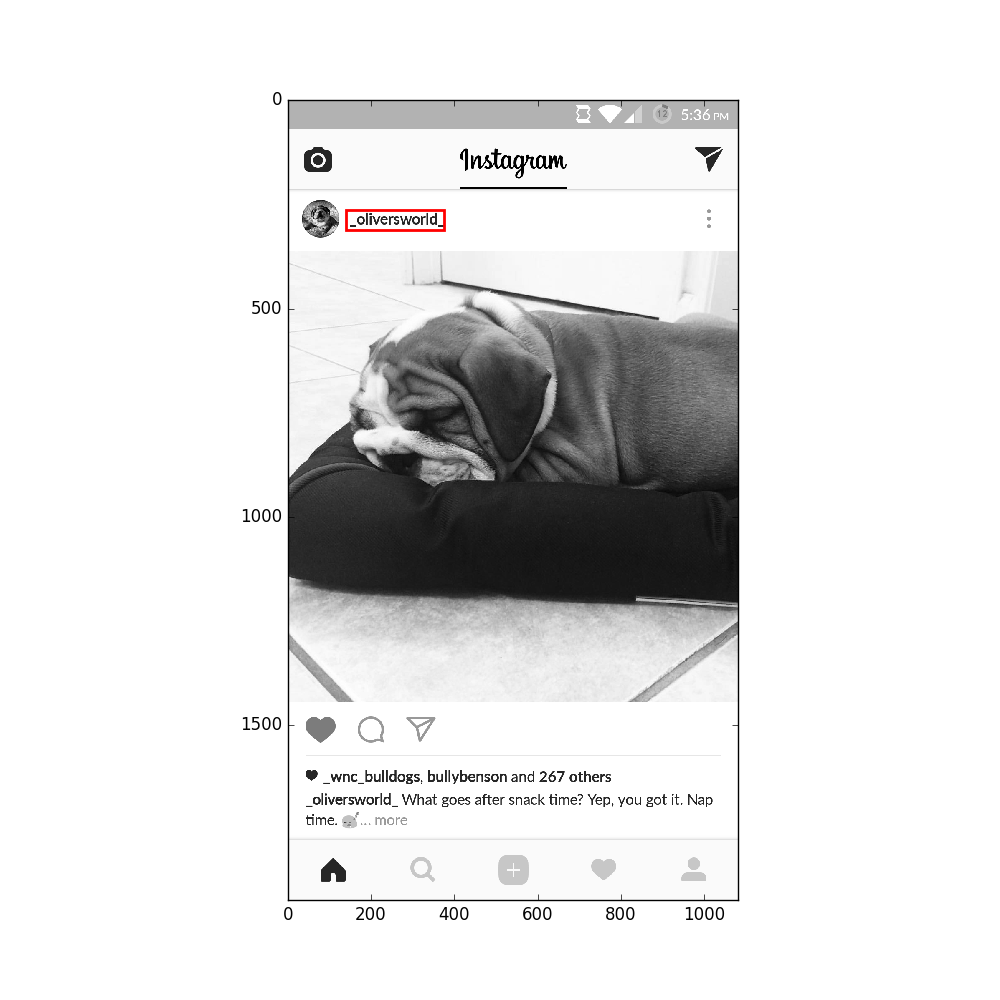 0
12 5:36 PM
Instagram
_oliversworld_
500
1000
1500
_wnc_bulldogs, bullybenson and 267 others
_oliversworld_ What goes after snack time? Yep, you got it. Nap
time. 😴... more
0 200 400 600 800 1000